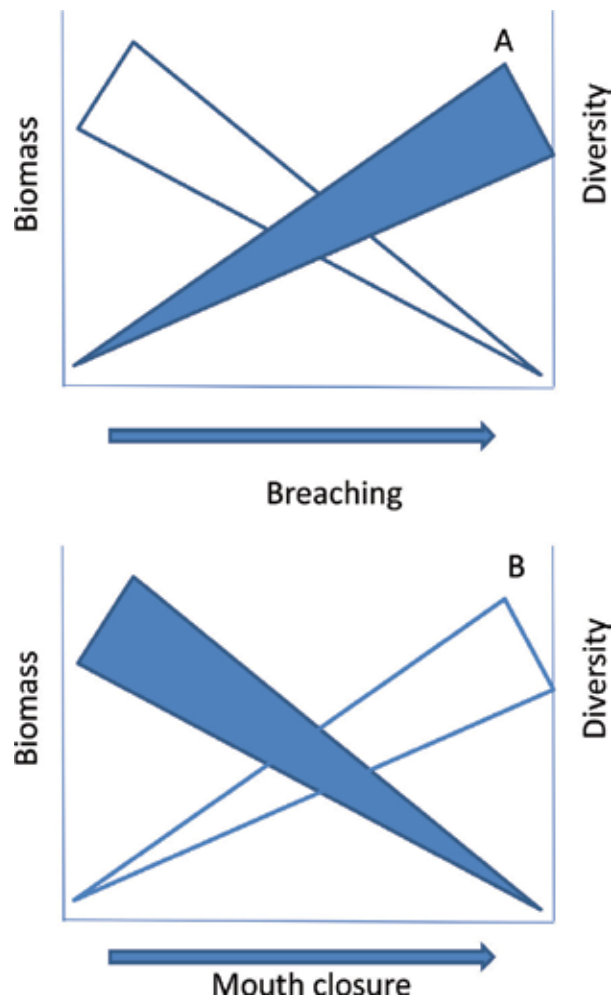 A
Biomass
Diversity
Breaching
B
Biomass
Diversity
Mouth closure